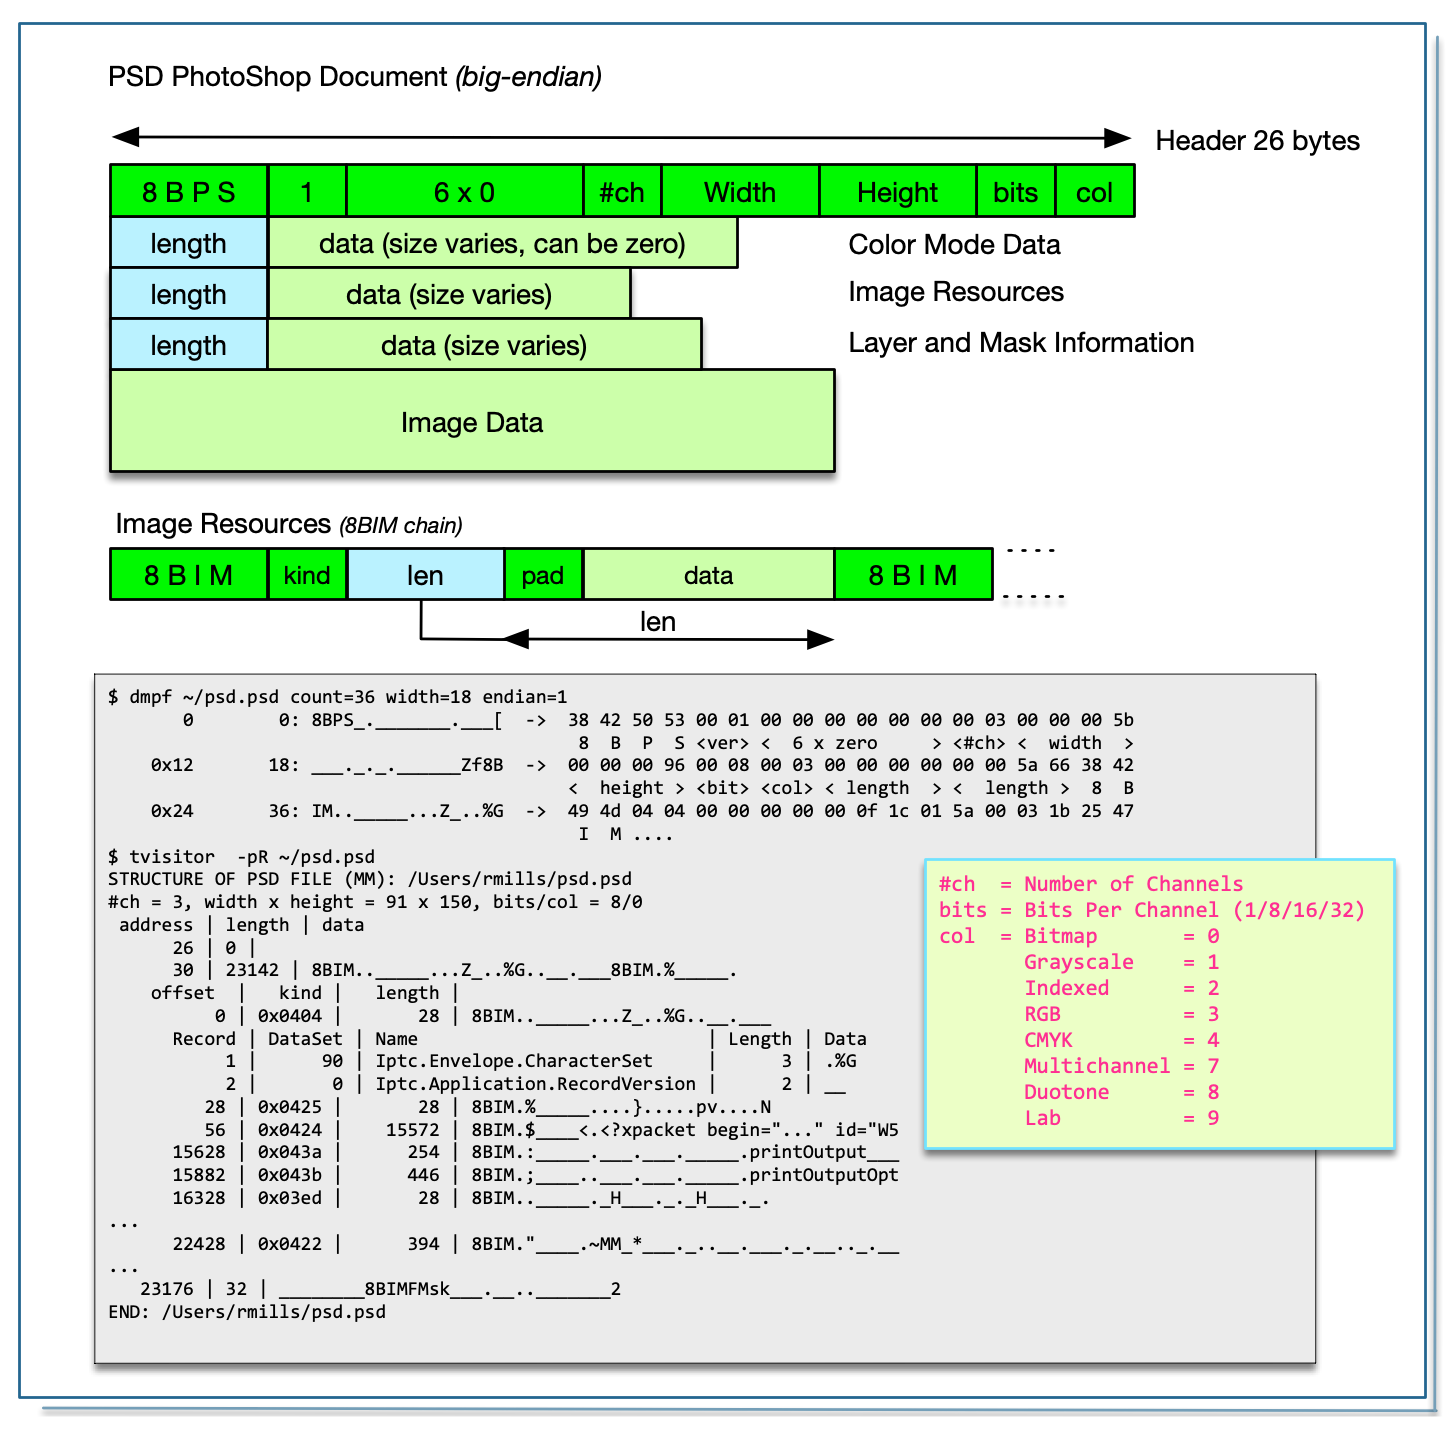 PSD PhotoShop Document (big-endian)
Header 26 bytes
8 B P S 1 6 x 0 #ch Width Height bits col
length data (size varies, can be zero) Color Mode Data
length data (size varies) Image Resources
length data (size varies) Layer and Mask Information
Image Data
Image Resources (8BIM chain)
8 B I M kind len pad data 8 B I M
len
$ dmpf ~/psd.psd count=36 width=18 endian=1
       0        0: 8BPS_._______.___[  ->  38 42 50 53 00 01 00 00 00 00 00 00 00 03 00 00 00 5b
                                            8  B  P  S <ver> <  6 x zero     > <#ch> <  width  >
    0x12       18: ___._._.______Zf8B  ->  00 00 00 96 00 08 00 03 00 00 00 00 00 00 5a 66 38 42
                                           <  height > <bit> <col> < length  > <  length >  8  B
    0x24       36: IM.._____...Z_..%G  ->  49 4d 04 04 00 00 00 00 00 0f 1c 01 5a 00 03 1b 25 47
                                            I  M ....
$ tvisitor  -pR ~/psd.psd
STRUCTURE OF PSD FILE (MM): /Users/rmills/psd.psd
#ch = 3, width x height = 91 x 150, bits/col = 8/0
 address | length | data
      26 | 0 |
      30 | 23142 | 8BIM.._____...Z_..%G..__.___8BIM.%_____.
    offset  |   kind |   length |
          0 | 0x0404 |       28 | 8BIM.._____...Z_..%G..__.___
      Record | DataSet | Name                           | Length | Data
           1 |      90 | Iptc.Envelope.CharacterSet     |      3 | .%G
           2 |       0 | Iptc.Application.RecordVersion |      2 | __
         28 | 0x0425 |       28 | 8BIM.%_____....}.....pv....N
         56 | 0x0424 |    15572 | 8BIM.$____<.<?xpacket begin="..." id="W5
      15628 | 0x043a |      254 | 8BIM.:_____.___.___._____.printOutput___
      15882 | 0x043b |      446 | 8BIM.;____..___.___._____.printOutputOpt
      16328 | 0x03ed |       28 | 8BIM.._____._H___._._H___._.
...
      22428 | 0x0422 |      394 | 8BIM."____.~MM_*___._..__.___._.__.._.__
...
   23176 | 32 | ________8BIMFMsk___.__.._______2
END: /Users/rmills/psd.psd
#ch  = Number of Channels
bits = Bits Per Channel (1/8/16/32)
col  = Bitmap        = 0
        Grayscale    = 1
        Indexed      = 2
        RGB          = 3
        CMYK         = 4
        Multichannel = 7
        Duotone      = 8
        Lab          = 9